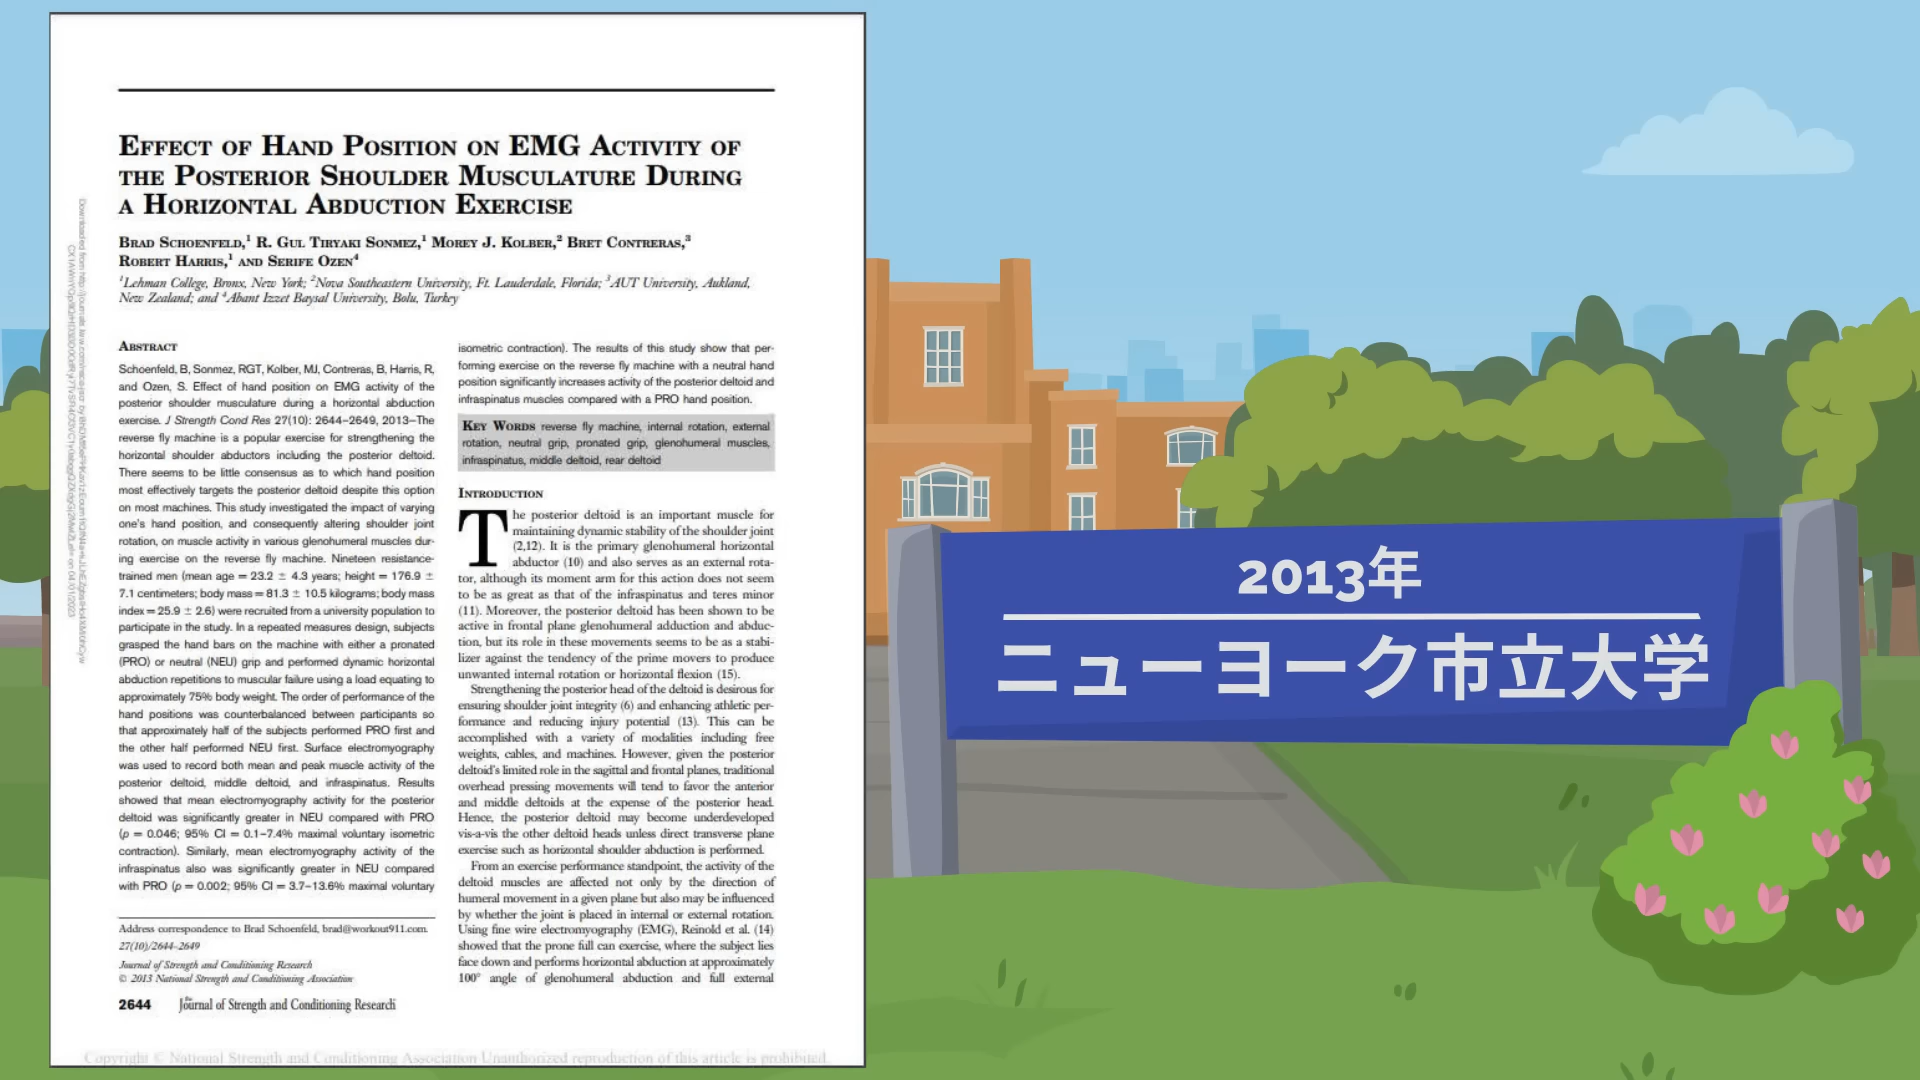 EFFECT OF HAND POSITION ON EMG ACTIVITY OF
THE POSTERIOR SHOULDER MUSCULATURE DURING
A HORIZONTAL ABDUCTION EXERCISE
BRAD SCHOENFELD,¹ R. GUL TIRYAKI SONMEZ,¹ MOREY J. KOLBER,² BRET CONTRERAS,³
ROBERT HARRIS,¹ AND SERIFE OZEN⁴
¹Lehman College, Bronx, New York; ²Nova Southeastern University, Ft. Lauderdale, Florida; ³AUT University, Aukland,
New Zealand; and ⁴Abant Izzet Baysal University, Bolu, Turkey
ABSTRACT
Schoenfeld, B, Sonmez, RGT, Kolber, MJ, Contreras, B, Harris, R,
and Ozen, S. Effect of hand position on EMG activity of the
posterior shoulder musculature during a horizontal abduction
exercise. J Strength Cond Res 27(10): 2644–2649, 2013—The
reverse fly machine is a popular exercise for strengthening the
horizontal shoulder abductors including the posterior deltoid.
There seems to be little consensus as to which hand position
most effectively targets the posterior deltoid despite this option
on most machines. This study investigated the impact of varying
one's hand position, and consequently altering shoulder joint
rotation, on muscle activity in various glenohumeral muscles dur-
ing exercise on the reverse fly machine. Nineteen resistance-
trained men (mean age = 23.2 ± 4.3 years; height = 176.9 ±
7.1 centimeters; body mass = 81.3 ± 10.5 kilograms; body mass
index = 25.9 ± 2.6) were recruited from a university population to
participate in the study. In a repeated measures design, subjects
grasped the hand bars on the machine with either a pronated
(PRO) or neutral (NEU) grip and performed dynamic horizontal
abduction repetitions to muscular failure using a load equating to
approximately 75% body weight. The order of performance of the
hand positions was counterbalanced between participants so
that approximately half of the subjects performed PRO first and
the other half performed NEU first. Surface electromyography
was used to record both mean and peak muscle activity of the
posterior deltoid, middle deltoid, and infraspinatus. Results
showed that mean electromyography activity for the posterior
deltoid was significantly greater in NEU compared with PRO
(p = 0.046; 95% CI = 0.1–7.4% maximal voluntary isometric
contraction). Similarly, mean electromyography activity of the
infraspinatus also was significantly greater in NEU compared
with PRO (p = 0.002; 95% CI = 3.7–13.6% maximal voluntary
Address correspondence to Brad Schoenfeld, brad@workout911.com.
27(10)/2644–2649
Journal of Strength and Conditioning Research
© 2013 National Strength and Conditioning Association
2644 the Journal of Strength and Conditioning Research
isometric contraction). The results of this study show that per-
forming exercise on the reverse fly machine with a neutral hand
position significantly increases activity of the posterior deltoid and
infraspinatus muscles compared with a PRO hand position.
KEY WORDS reverse fly machine, internal rotation, external
rotation, neutral grip, pronated grip, glenohumeral muscles,
infraspinatus, middle deltoid, rear deltoid
INTRODUCTION
The posterior deltoid is an important muscle for
maintaining dynamic stability of the shoulder joint
(2,12). It is the primary glenohumeral horizontal
abductor (10) and also serves as an external rota-
tor, although its moment arm for this action does not seem
to be as great as that of the infraspinatus and teres minor
(11). Moreover, the posterior deltoid has been shown to be
active in frontal plane glenohumeral adduction and abduc-
tion, but its role in these movements seems to be as a stabi-
lizer against the tendency of the prime movers to produce
unwanted internal rotation or horizontal flexion (15).
Strengthening the posterior head of the deltoid is desirous for
ensuring shoulder joint integrity (6) and enhancing athletic per-
formance and reducing injury potential (13). This can be
accomplished with a variety of modalities including free
weights, cables, and machines. However, given the posterior
deltoid's limited role in the sagittal and frontal planes, traditional
overhead pressing movements will tend to favor the anterior
and middle deltoids at the expense of the posterior head.
Hence, the posterior deltoid may become underdeveloped
vis-a-vis the other deltoid heads unless direct transverse plane
exercise such as horizontal shoulder abduction is performed.
From an exercise performance standpoint, the activity of the
deltoid muscles are affected not only by the direction of
humeral movement in a given plane but also may be influenced
by whether the joint is placed in internal or external rotation.
Using fine wire electromyography (EMG), Reinold et al. (14)
showed that the prone full can exercise, where the subject lies
face down and performs horizontal abduction at approximately
100° angle of glenohumeral abduction and full external
Copyright © National Strength and Conditioning Association Unauthorized reproduction of this article is prohibited.
2013年
ニューヨーク市立大学